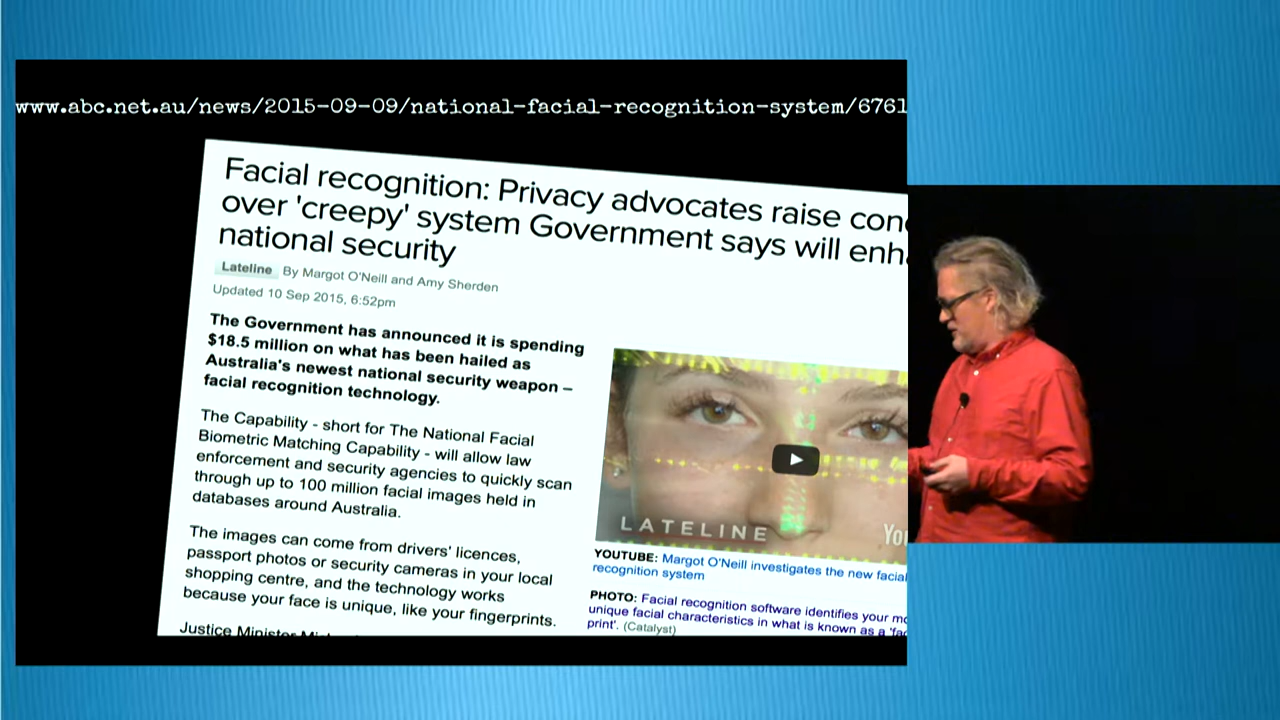 www.abc.net.au/news/2015-09-09/national-facial-recognition-system/6761
Facial recognition: Privacy advocates raise con
over 'creepy' system Government says will enh
national security
Lateline By Margot O'Neill and Amy Sherden
Updated 10 Sep 2015, 6:52pm
The Government has announced it is spending
$18.5 million on what has been hailed as
Australia's newest national security weapon –
facial recognition technology.
The Capability - short for The National Facial
Biometric Matching Capability - will allow law
enforcement and security agencies to quickly scan
through up to 100 million facial images held in
databases around Australia.
The images can come from drivers' licences,
passport photos or security cameras in your local
shopping centre, and the technology works
because your face is unique, like your fingerprints.
Justice Minister
LATELINE
You
YOUTUBE: Margot O'Neill investigates the new facial
recognition system
PHOTO: Facial recognition software identifies your mo
unique facial characteristics in what is known as a 'fac
print'. (Catalyst)